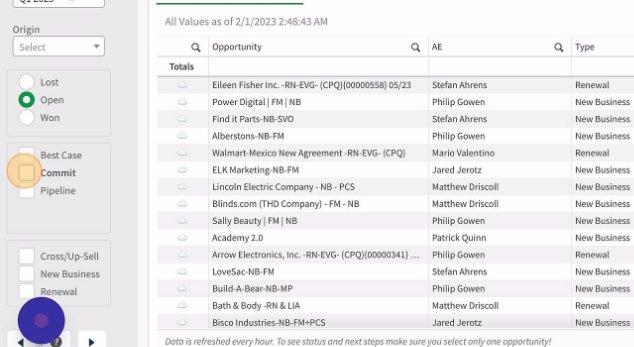 Q1 2023
Origin
Select
Lost
Open
Won
Best Case
Commit
Pipeline
Cross/Up-Sell
New Business
Renewal
?
All Values as of 2/1/2023 2:48:43 AM
Opportunity AE Type
Totals
Eileen Fisher Inc. -RN-EVG- (CPQ){00000558} 05/23 Stefan Ahrens Renewal
Power Digital | FM | NB Philip Gowen New Business
Find it Parts-NB-SVO Stefan Ahrens New Business
Alberstons-NB-FM Philip Gowen New Business
Walmart-Mexico New Agreement -RN-EVG- (CPQ) Mario Valentino Renewal
ELK Marketing-NB-FM Jared Jerotz New Business
Lincoln Electric Company - NB - PCS Matthew Driscoll New Business
Blinds.com (THD Company) - FM - NB Matthew Driscoll New Business
Sally Beauty | FM | NB Philip Gowen New Business
Academy 2.0 Patrick Quinn New Business
Arrow Electronics, Inc. -RN-EVG- (CPQ){00000341} ... Philip Gowen Renewal
LoveSac-NB-FM Stefan Ahrens New Business
Build-A-Bear-NB-MP Philip Gowen New Business
Bath & Body -RN & LIA Matthew Driscoll Renewal
Bisco Industries-NB-FM+PCS Jared Jerotz New Business
Data is refreshed every hour. To see status and next steps make sure you select only one opportunity!